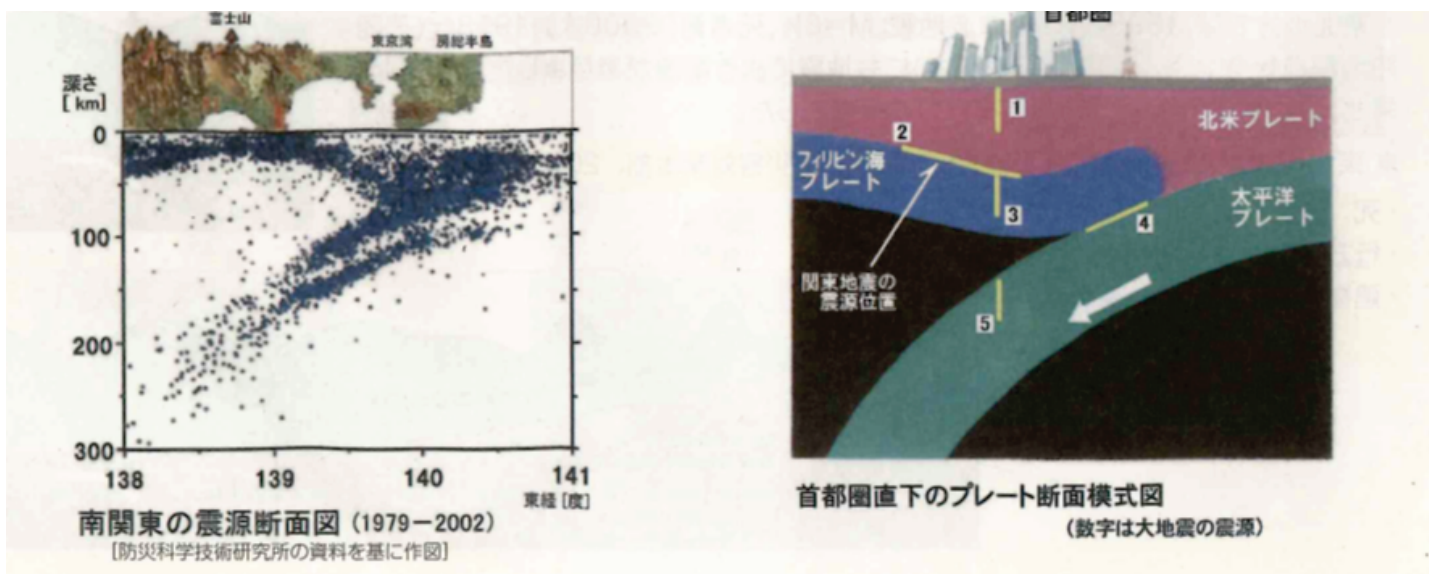 富士山
東京湾 房総半島
深さ
[km]
0
100
200
300
138 139 140 141
東経[度]
南関東の震源断面図(1979-2002)
[防災科学技術研究所の資料を基に作図]
首都圏
1
北米プレート
2
フィリピン海
プレート
3
太平洋
プレート
4
関東地震の
震源位置
5
首都圏直下のプレート断面模式図
(数字は大地震の震源)